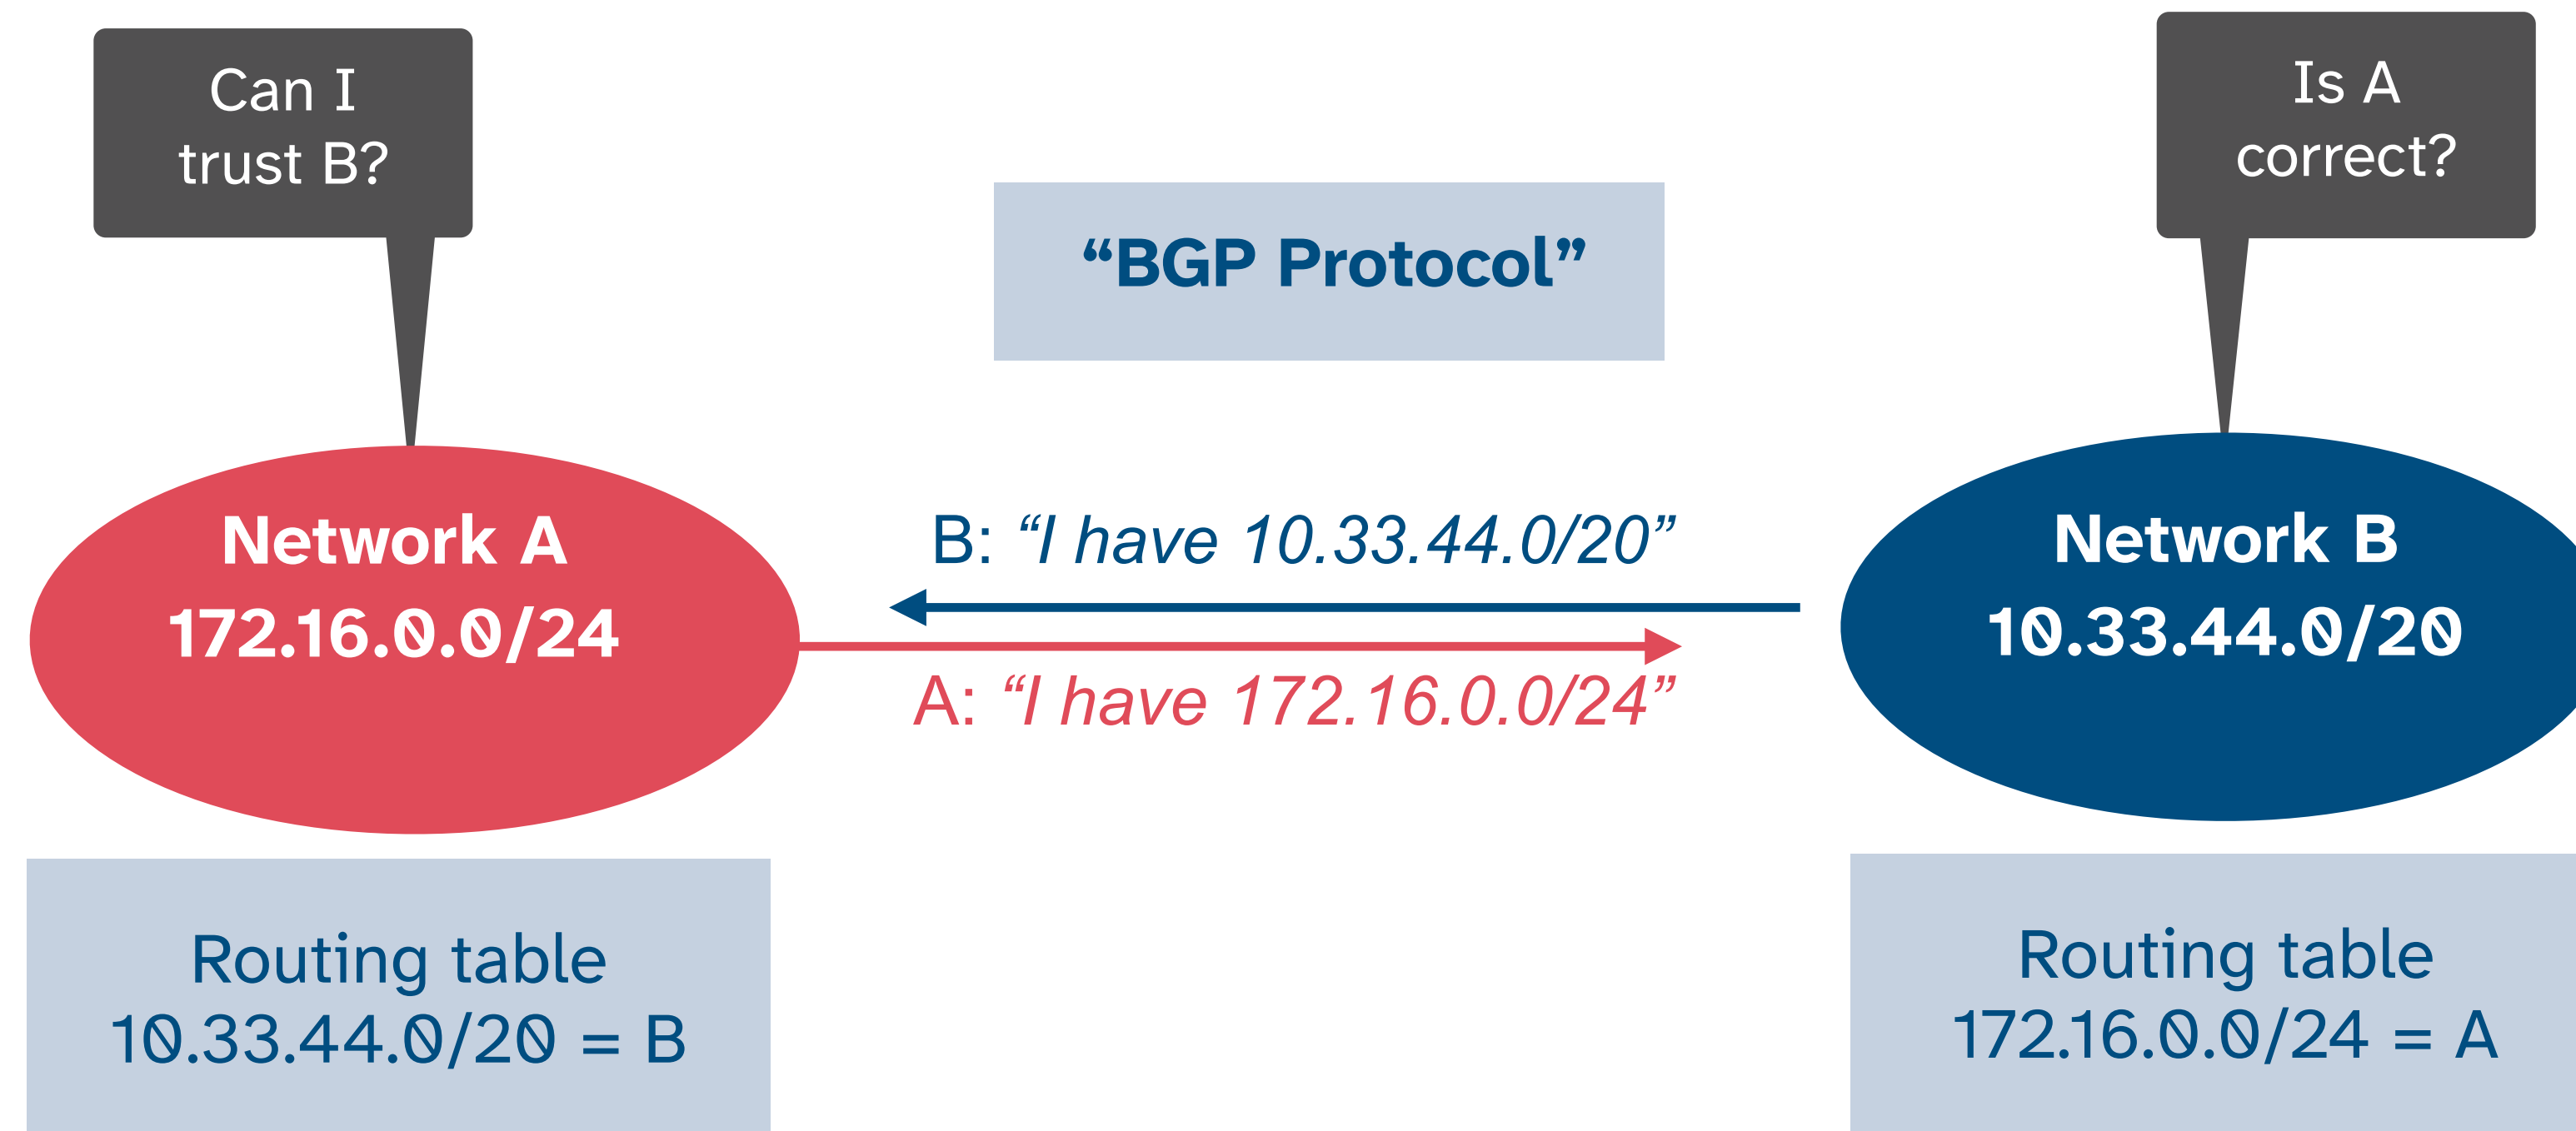 Can I
trust B?
Is A
correct?
“BGP Protocol”
Network A
172.16.0.0/24
B: “I have 10.33.44.0/20”
A: “I have 172.16.0.0/24”
Network B
10.33.44.0/20
Routing table
10.33.44.0/20 = B
Routing table
172.16.0.0/24 = A